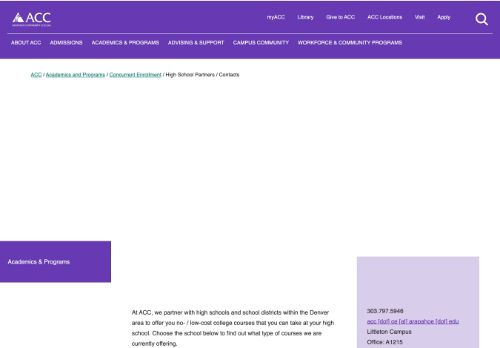 ACC
myACC Library Give to ACC ACC Locations Visit Apply
ABOUT ACC ADMISSIONS ACADEMICS & PROGRAMS ADVISING & SUPPORT CAMPUS COMMUNITY WORKFORCE & COMMUNITY PROGRAMS
ACC / Academics and Programs / Concurrent Enrollment / High School Partners / Contacts
Academics & Programs
At ACC, we partner with high schools and school districts within the Denver
area to offer you no- / low-cost college courses that you can take at your high
school. Choose the school below to find out what type of courses we are
currently offering.
303.797.5946
acc [dot] ce [at] arapahoe [dot] edu
Littleton Campus
Office: A1215